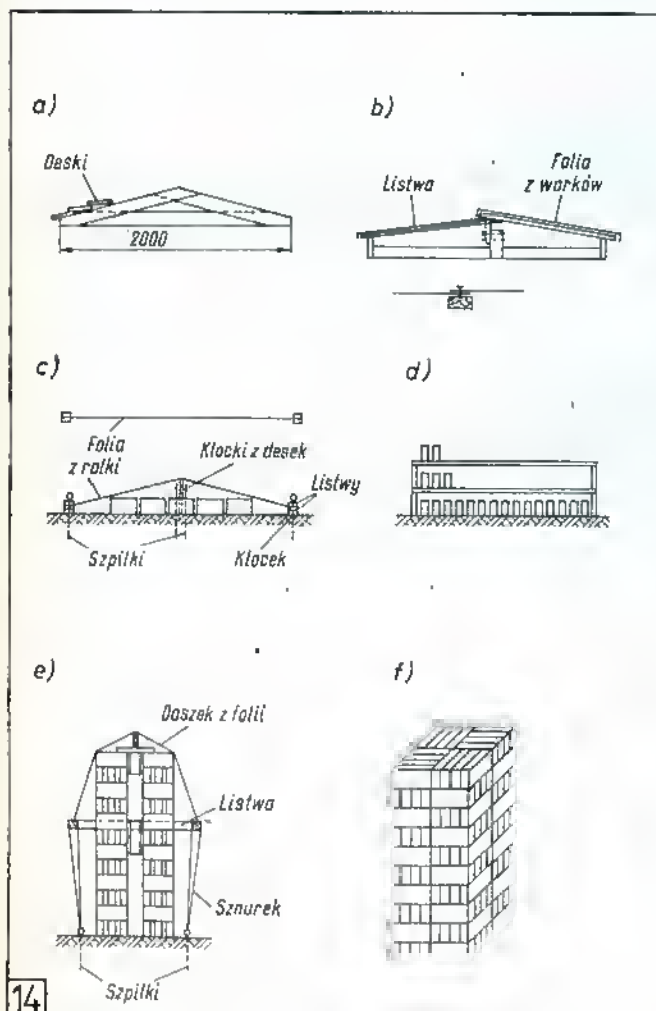 a)
Deski
2000
b)
Listwa
Folia
z worków
c)
Folia
z rolki
Klocki z desek
Listwy
Szpilki
Klocek
d)
e)
Daszek z folii
Listwa
Sznurek
Szpilki
f)
14